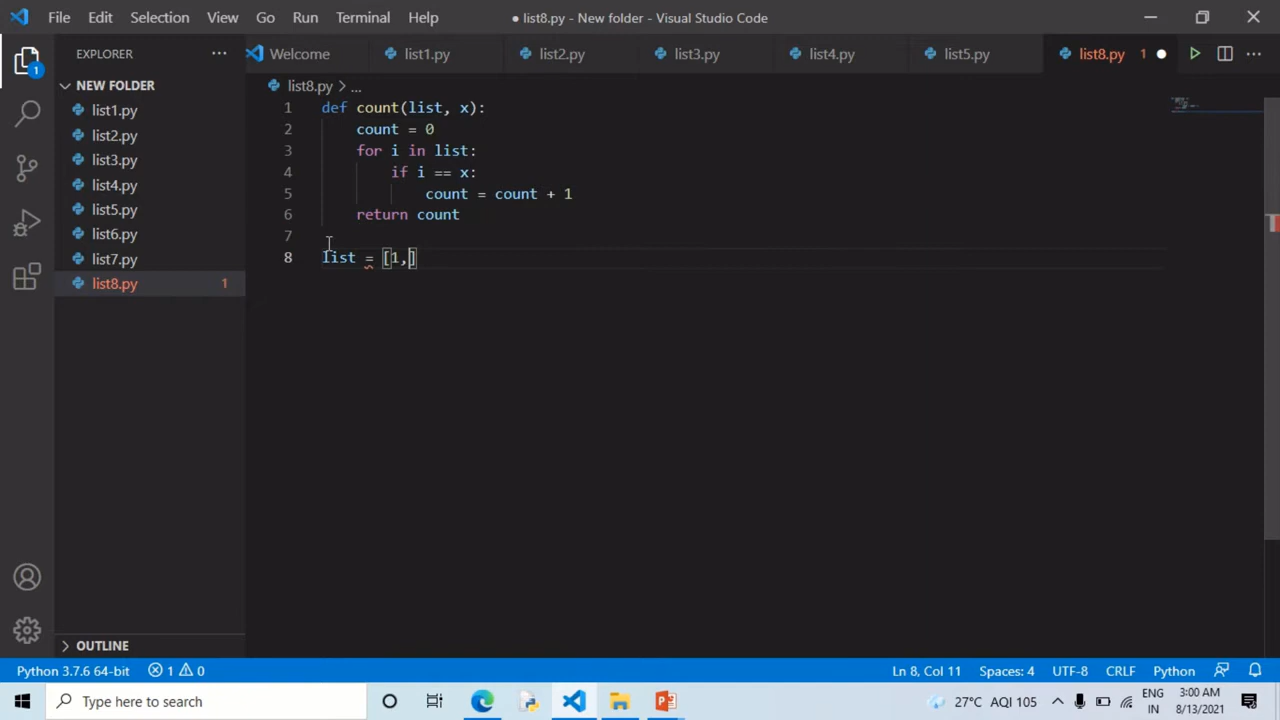 File Edit Selection View Go Run Terminal Help
● list8.py - New folder - Visual Studio Code
EXPLORER ...
Welcome list1.py list2.py list3.py list4.py list5.py list8.py 1 ...
NEW FOLDER
list1.py
list2.py
list3.py
list4.py
list5.py
list6.py
list7.py
list8.py 1
OUTLINE
list8.py > ...
1 def count(list, x):
2 count = 0
3 for i in list:
4 if i == x:
5 count = count + 1
6 return count
7
8 list = [1,]
1
Python 3.7.6 64-bit 1 0 Ln 8, Col 11 Spaces: 4 UTF-8 CRLF Python
Type here to search
27°C AQI 105 ENG IN 3:00 AM 8/13/2021